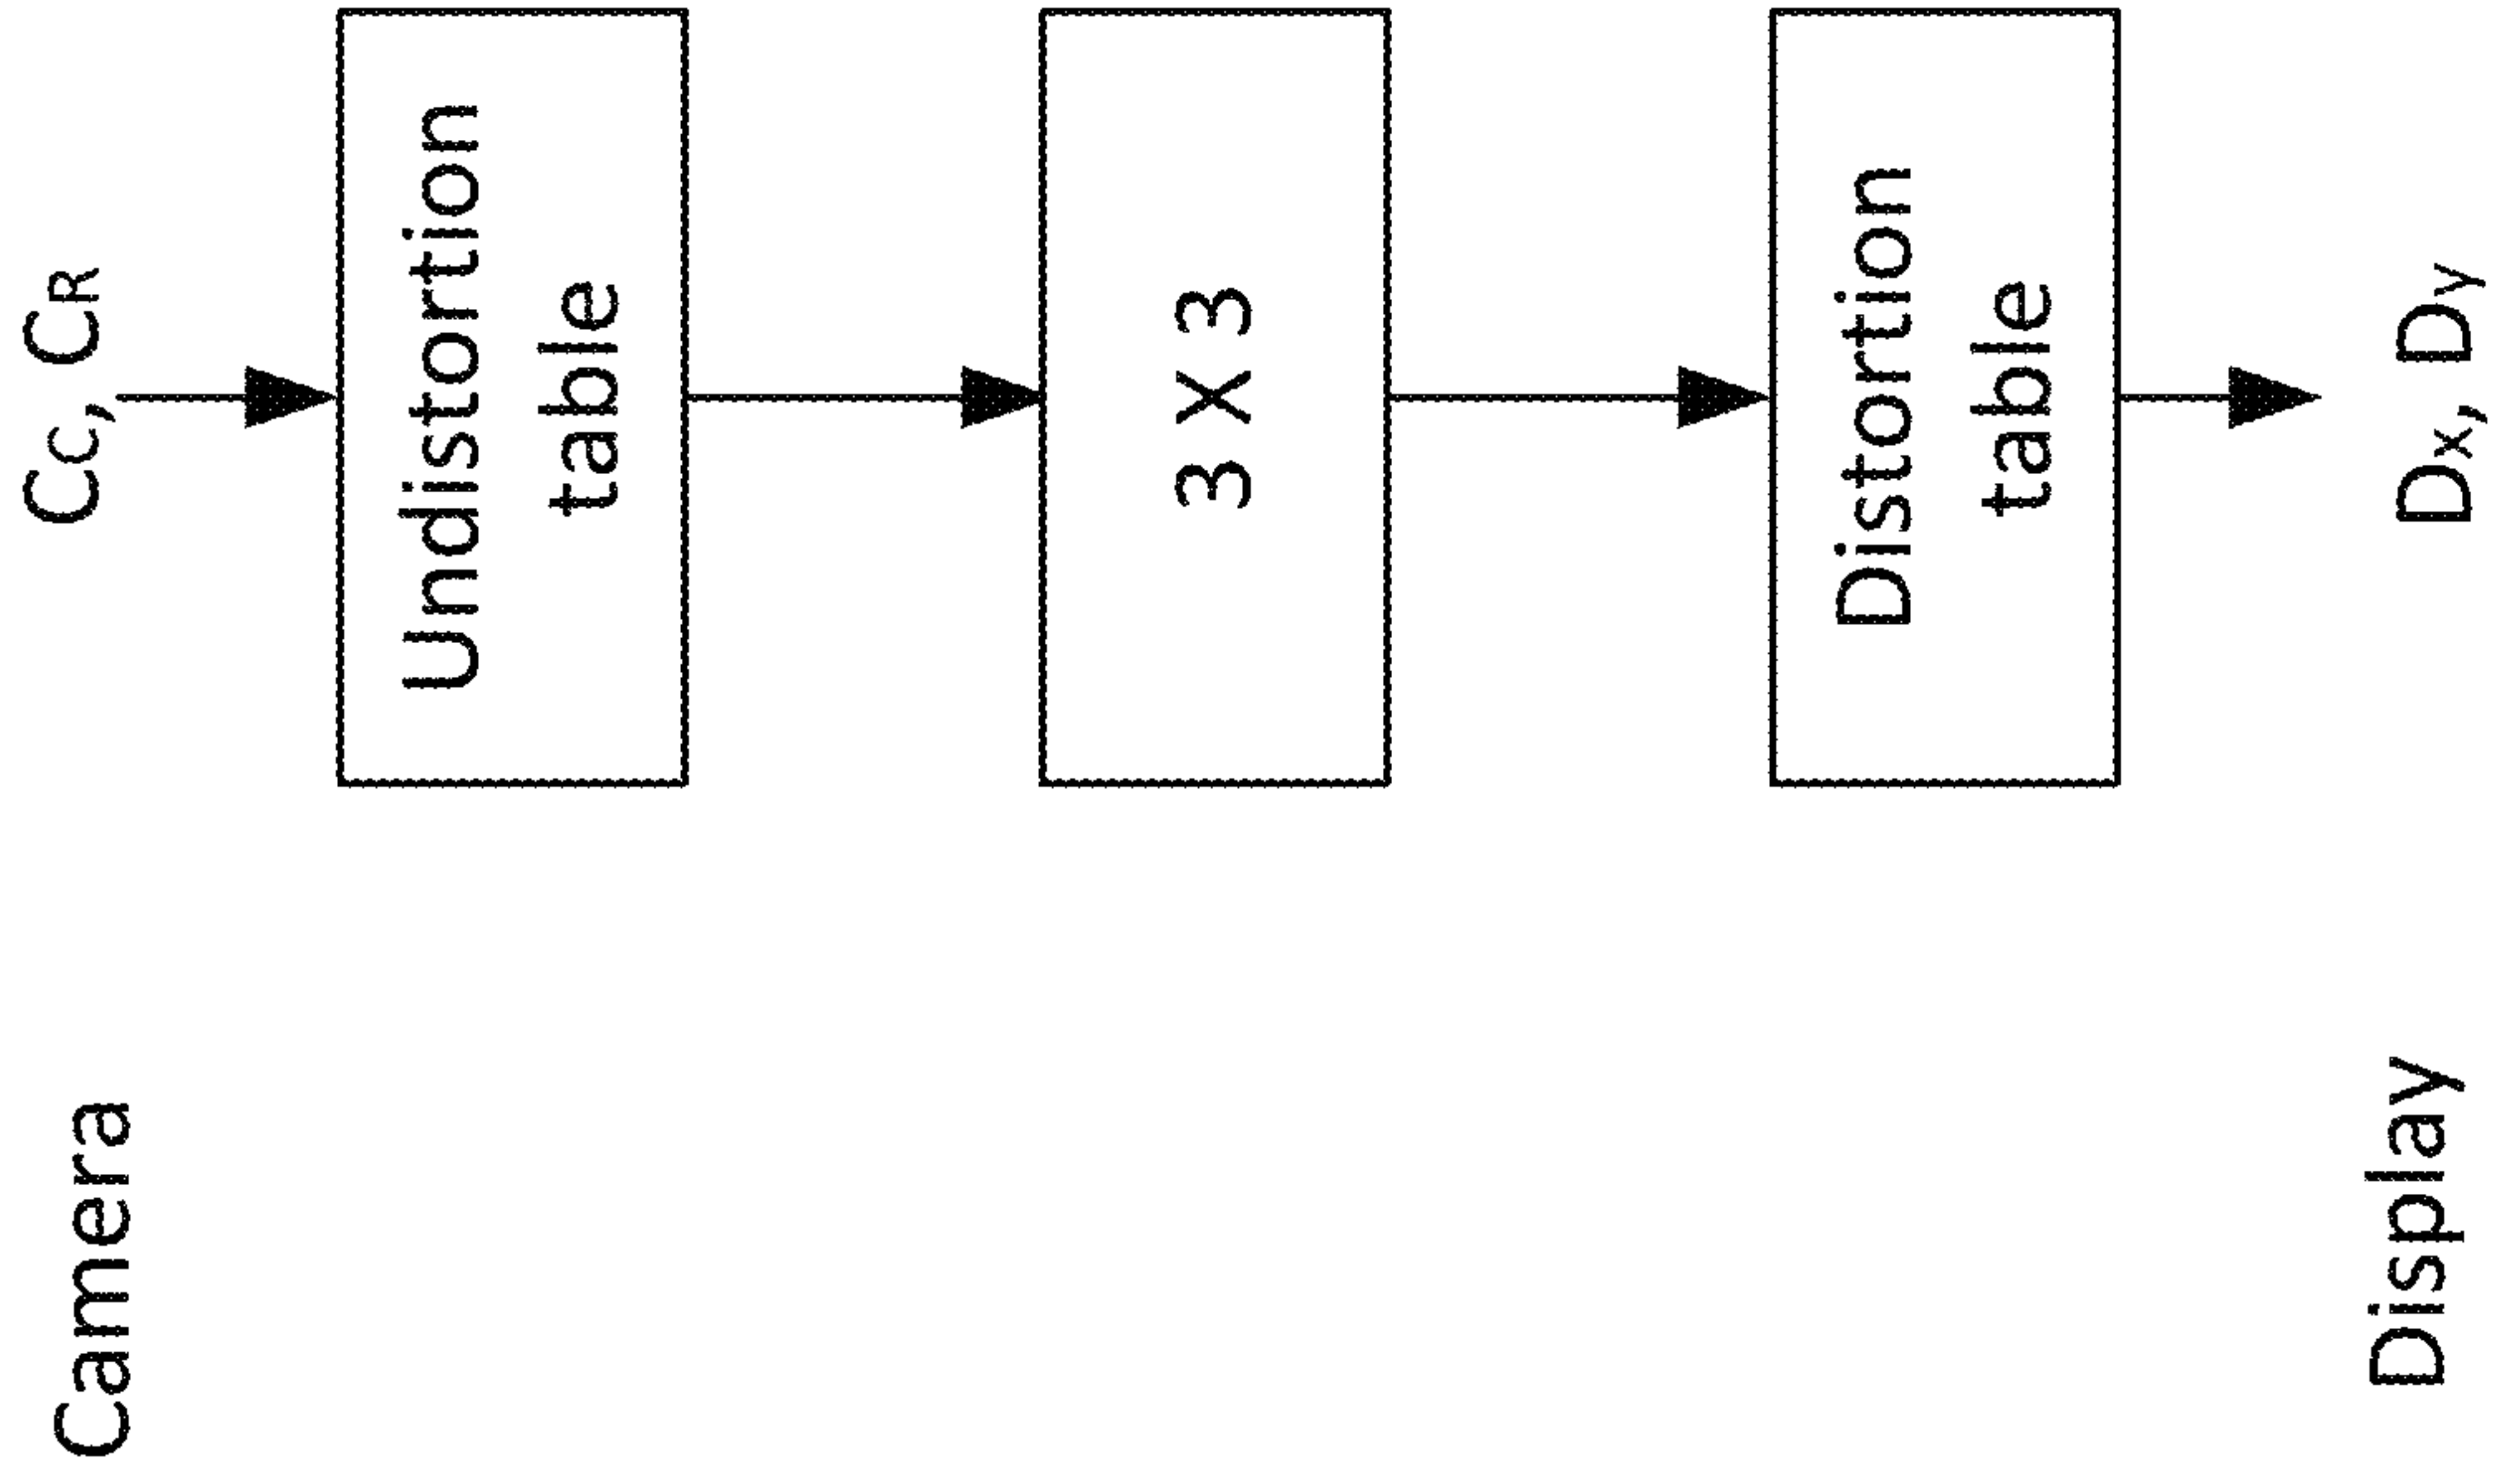 Camera
Cc, CR
Undistortion
table
3 X 3
Distortion
table
Display
Dx, Dy